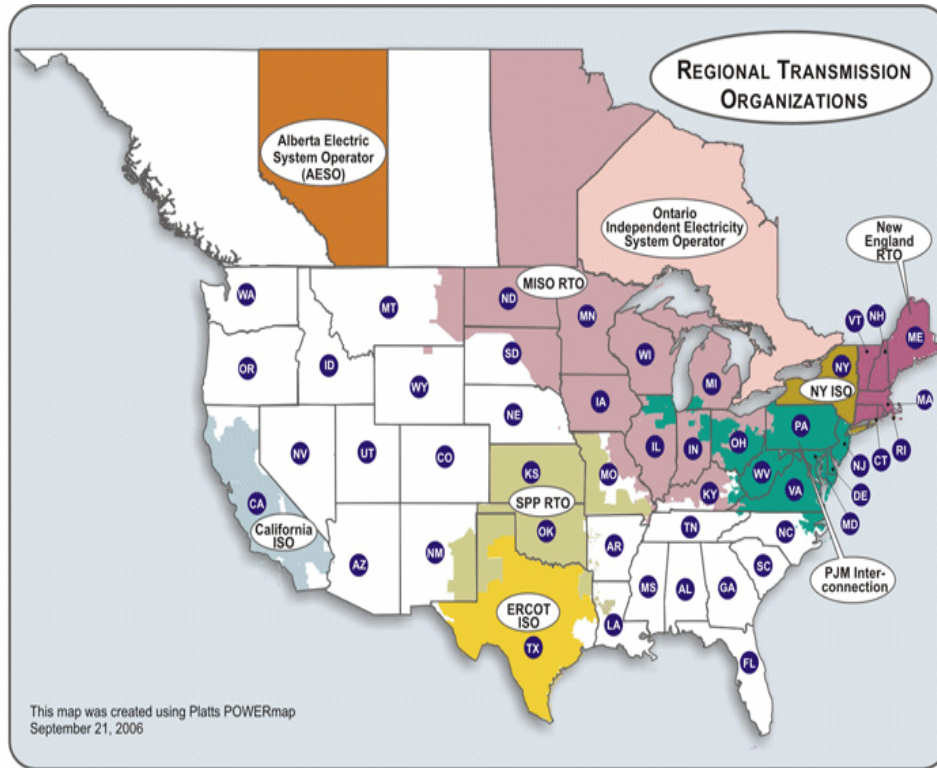 REGIONAL TRANSMISSION
ORGANIZATIONS
Alberta Electric
System Operator
(AESO)
Ontario
Independent Electricity
System Operator
New
England
RTO
MISO RTO
WA
MT
ND
MN
VT
NH
ME
OR
ID
SD
WI
NY
WY
MI
NY ISO
MA
NE
IA
PA
NV
UT
CO
IL
IN
OH
WV
NJ
CT
RI
KS
MO
KY
VA
DE
CA
SPP RTO
MD
California
ISO
OK
TN
NC
AZ
NM
AR
SC
PJM Inter-
connection
MS
AL
GA
ERCOT
ISO
LA
TX
FL
This map was created using Platts POWERmap
September 21, 2006